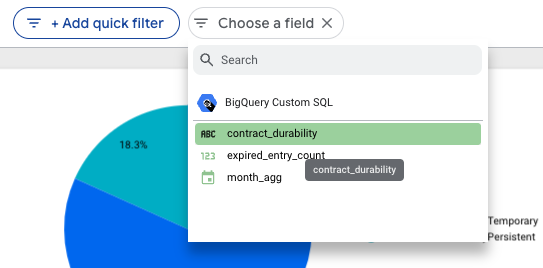 + Add quick filter
Choose a field
Search
BigQuery Custom SQL
ABC contract_durability
123 expired_entry_count
contract_durability
month_agg
18.3%
Temporary
Persistent